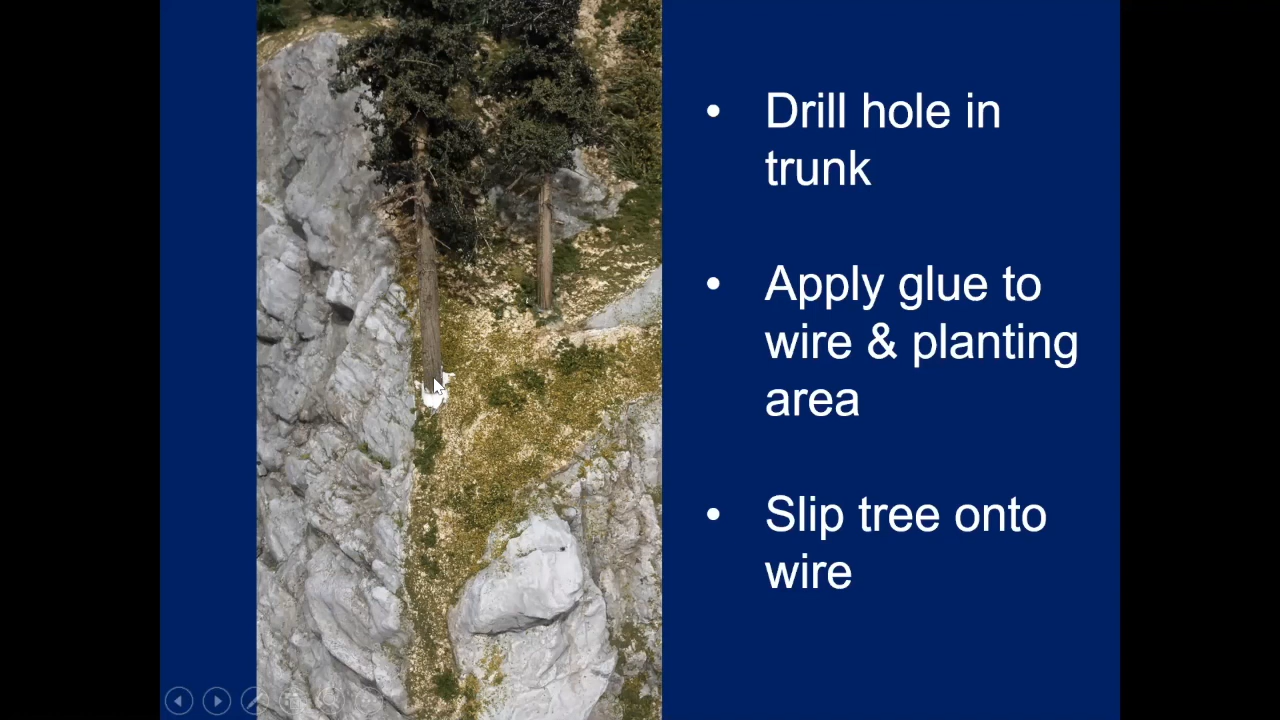 • Drill hole in
trunk
• Apply glue to
wire & planting
area
• Slip tree onto
wire